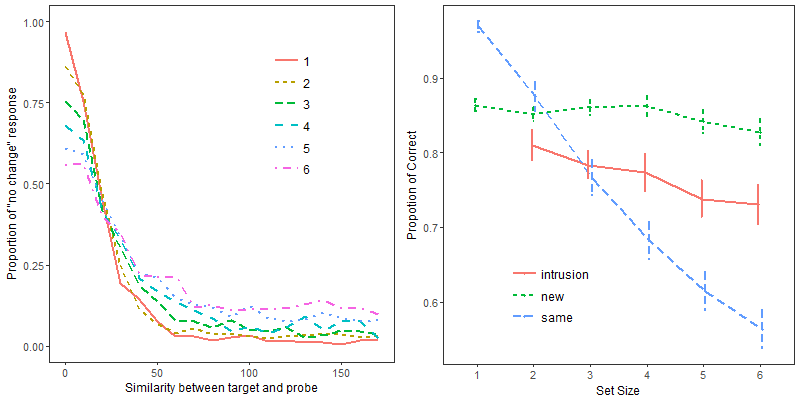 1.00
0.75
0.50
0.25
0.00
Proportion of "no change" response
0 50 100 150
Similarity between target and probe
1
2
3
4
5
6
0.9
0.8
0.7
0.6
Propotion of Correct
intrusion
new
same
1 2 3 4 5 6
Set Size